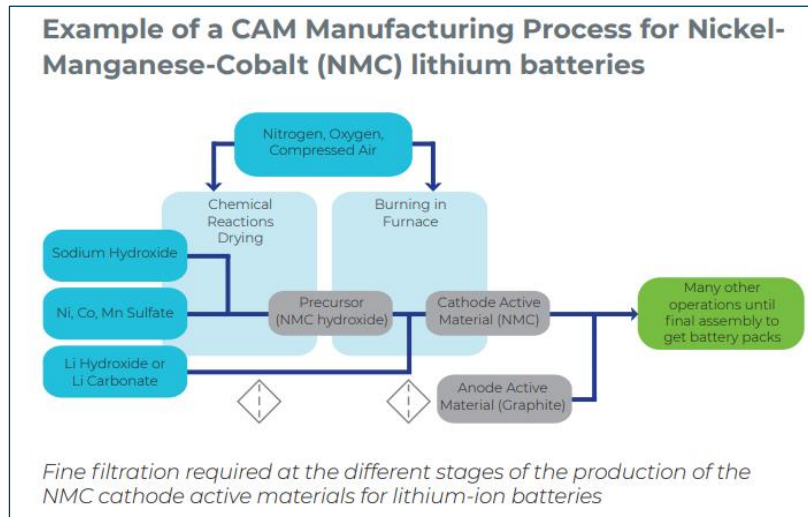 Example of a CAM Manufacturing Process for Nickel-
Manganese-Cobalt (NMC) lithium batteries
Nitrogen, Oxygen,
Compressed Air
Chemical
Reactions
Drying
Burning in
Furnace
Sodium Hydroxide
Ni, Co, Mn Sulfate
Li Hydroxide or
Li Carbonate
Precursor
(NMC hydroxide)
Cathode Active
Material (NMC)
Anode Active
Material (Graphite)
Many other
operations until
final assembly to
get battery packs
Fine filtration required at the different stages of the production of the
NMC cathode active materials for lithium-ion batteries